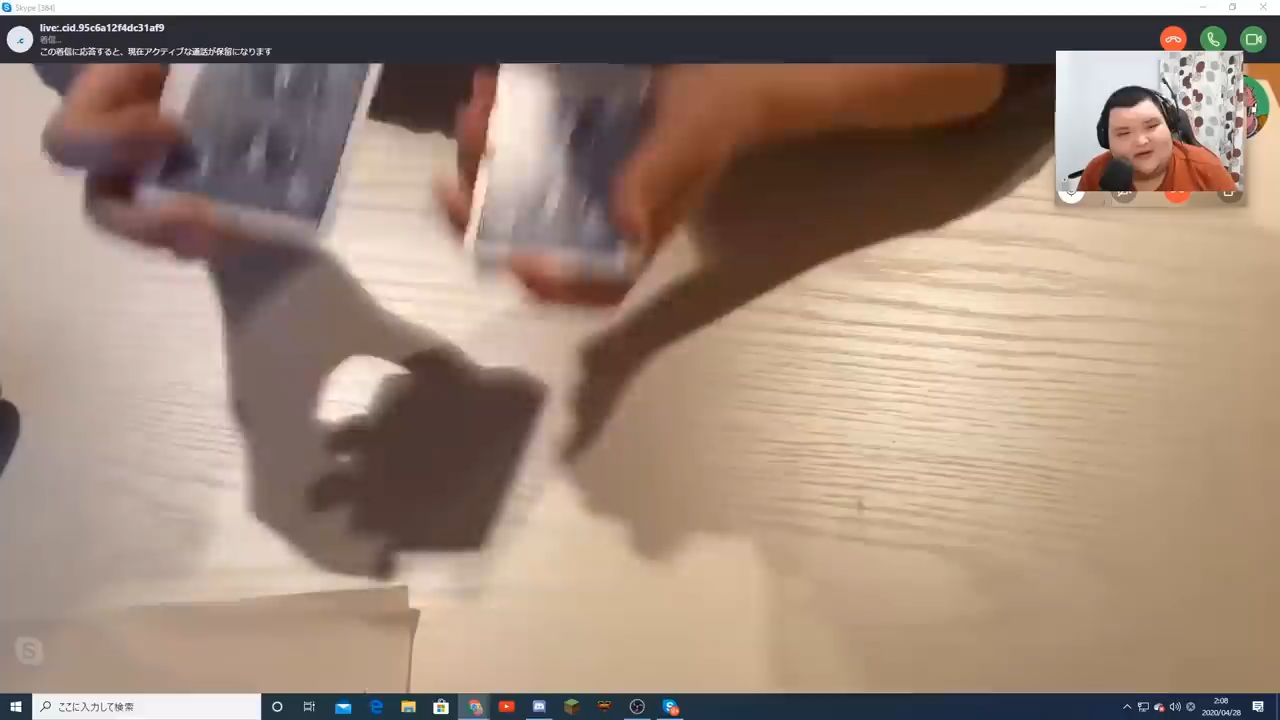 Skype [384]
live:.cid.95c6a12f4dc31af9
着信...
この着信に応答すると、現在アクティブな通話が保留になります
ここに入力して検索
2:08
2020/04/28